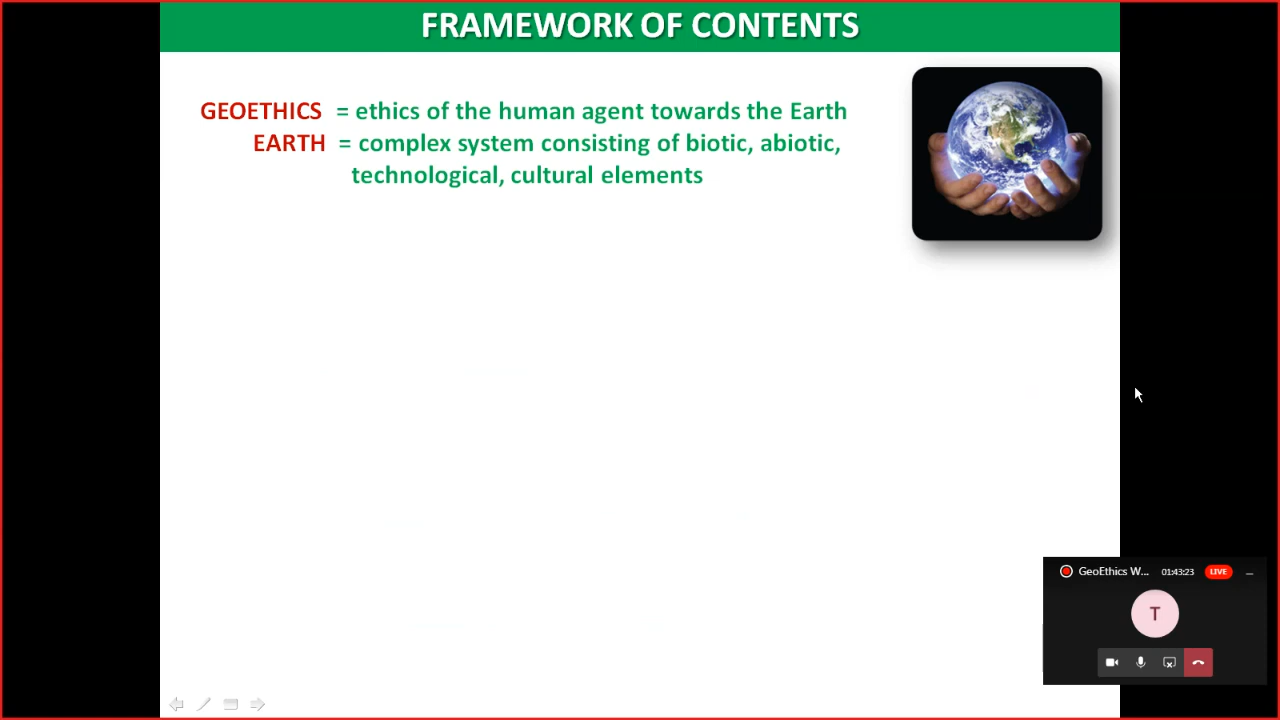 FRAMEWORK OF CONTENTS
GEOETHICS = ethics of the human agent towards the Earth
EARTH = complex system consisting of biotic, abiotic,
technological, cultural elements
GeoEthics W... 01:43:23 LIVE
T